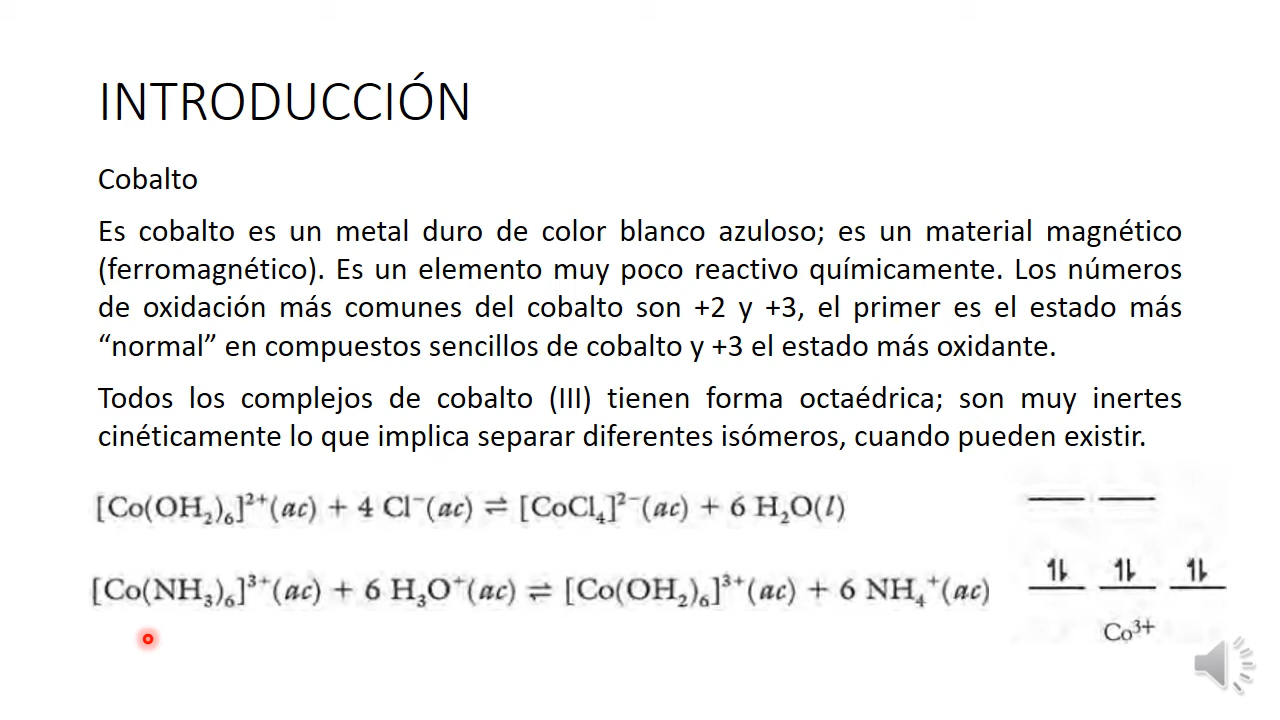 INTRODUCCIÓN
Cobalto
Es cobalto es un metal duro de color blanco azuloso; es un material magnético
(ferromagnético). Es un elemento muy poco reactivo químicamente. Los números
de oxidación más comunes del cobalto son +2 y +3, el primer es el estado más
“normal” en compuestos sencillos de cobalto y +3 el estado más oxidante.
Todos los complejos de cobalto (III) tienen forma octaédrica; son muy inertes
cinéticamente lo que implica separar diferentes isómeros, cuando pueden existir.
[Co(OH₂)₆]²⁺(ac) + 4 Cl⁻(ac) ⇌ [CoCl₄]²⁻(ac) + 6 H₂O(l)
[Co(NH₃)₆]³⁺(ac) + 6 H₃O⁺(ac) ⇌ [Co(OH₂)₆]³⁺(ac) + 6 NH₄⁺(ac)
Co³⁺